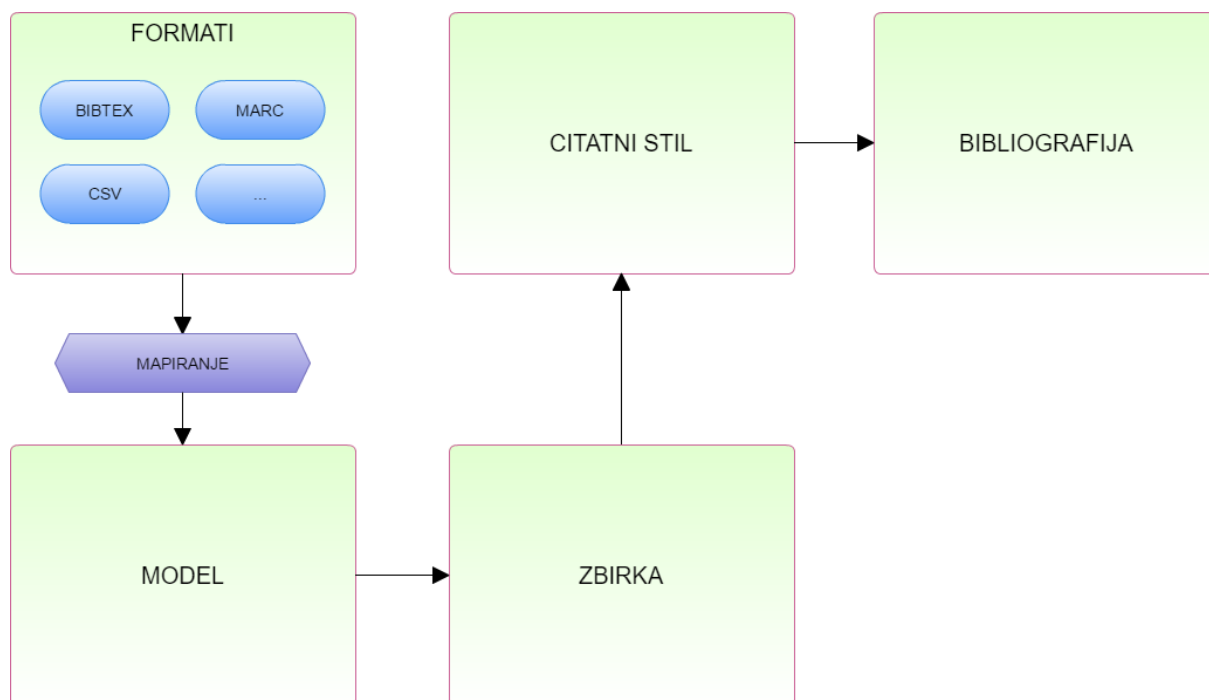 FORMATI
BIBTEX
MARC
CSV
...
MAPIRANJE
MODEL
ZBIRKA
CITATNI STIL
BIBLIOGRAFIJA